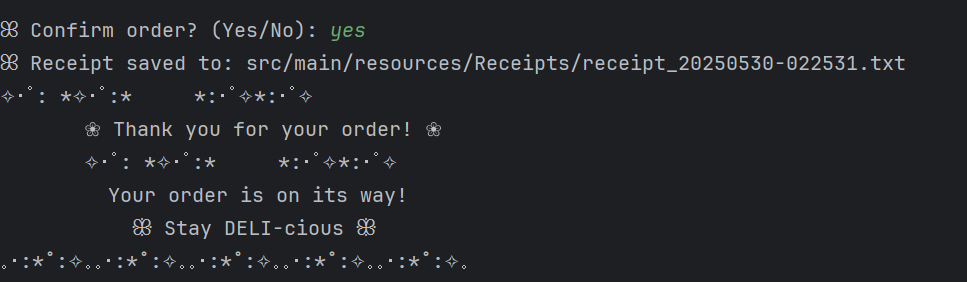 ꕥ Confirm order? (Yes/No): yes
ꕥ Receipt saved to: src/main/resources/Receipts/receipt_20250530-022531.txt
✧･ﾟ: *✧･ﾟ:*     *:･ﾟ✧*:･ﾟ✧
❀ Thank you for your order! ❀
✧･ﾟ: *✧･ﾟ:*     *:･ﾟ✧*:･ﾟ✧
Your order is on its way!
ꕥ Stay DELI-cious ꕥ
｡･:*˚:✧｡｡･:*˚:✧｡｡･:*˚:✧｡｡･:*˚:✧｡｡･:*˚:✧｡